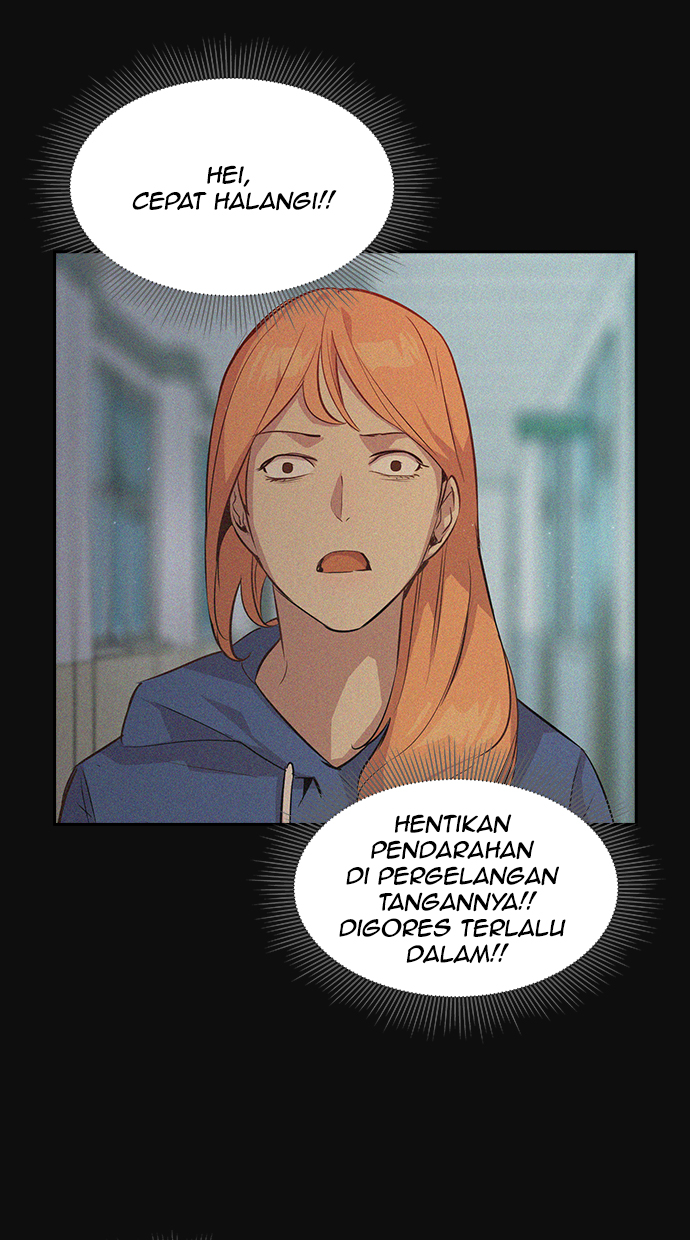 HEI,
CEPAT HALANGI!!
HENTIKAN
PENDARAHAN
DI PERGELANGAN
TANGANNYA!!
DIGORES TERLALU
DALAM!!